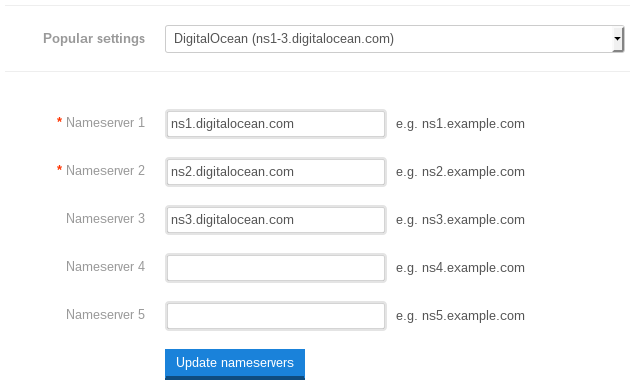 Popular settings DigitalOcean (ns1-3.digitalocean.com)
* Nameserver 1 ns1.digitalocean.com e.g. ns1.example.com
* Nameserver 2 ns2.digitalocean.com e.g. ns2.example.com
Nameserver 3 ns3.digitalocean.com e.g. ns3.example.com
Nameserver 4 e.g. ns4.example.com
Nameserver 5 e.g. ns5.example.com
Update nameservers